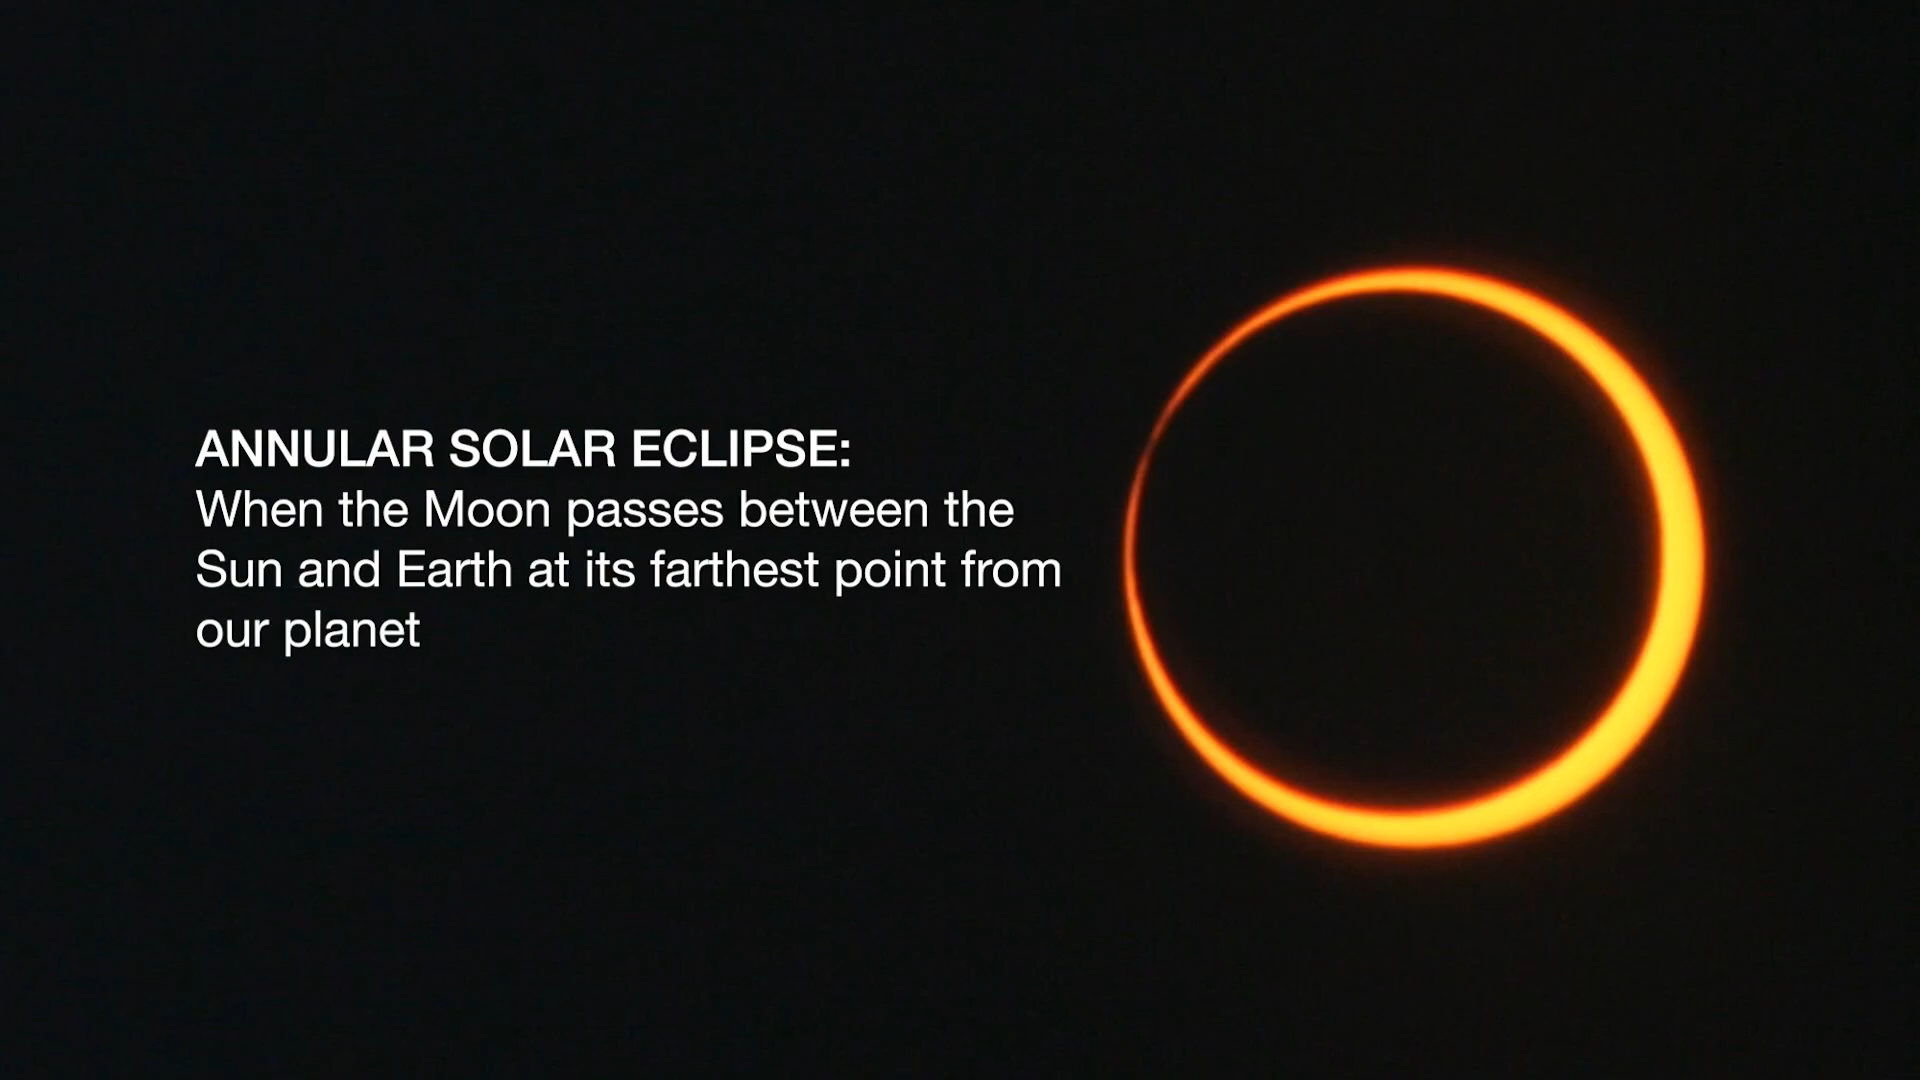 ANNULAR SOLAR ECLIPSE:
When the Moon passes between the
Sun and Earth at its farthest point from
our planet